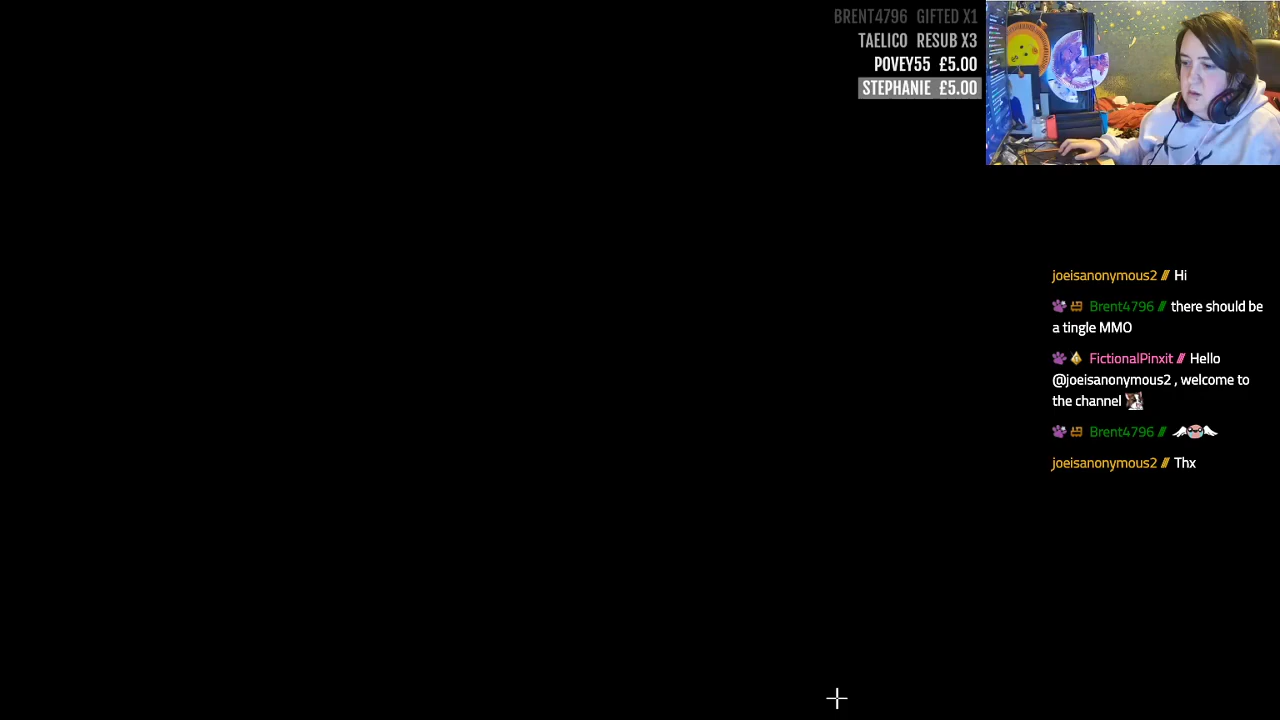 BRENT4796 GIFTED X1
TAELICO RESUB X3
POVEY55 £5.00
STEPHANIE £5.00
joeisanonymous2 /// Hi
Brent4796 /// there should be
a tingle MMO
FictionalPinxit /// Hello
@joeisanonymous2 , welcome to
the channel
Brent4796 ///
joeisanonymous2 /// Thx